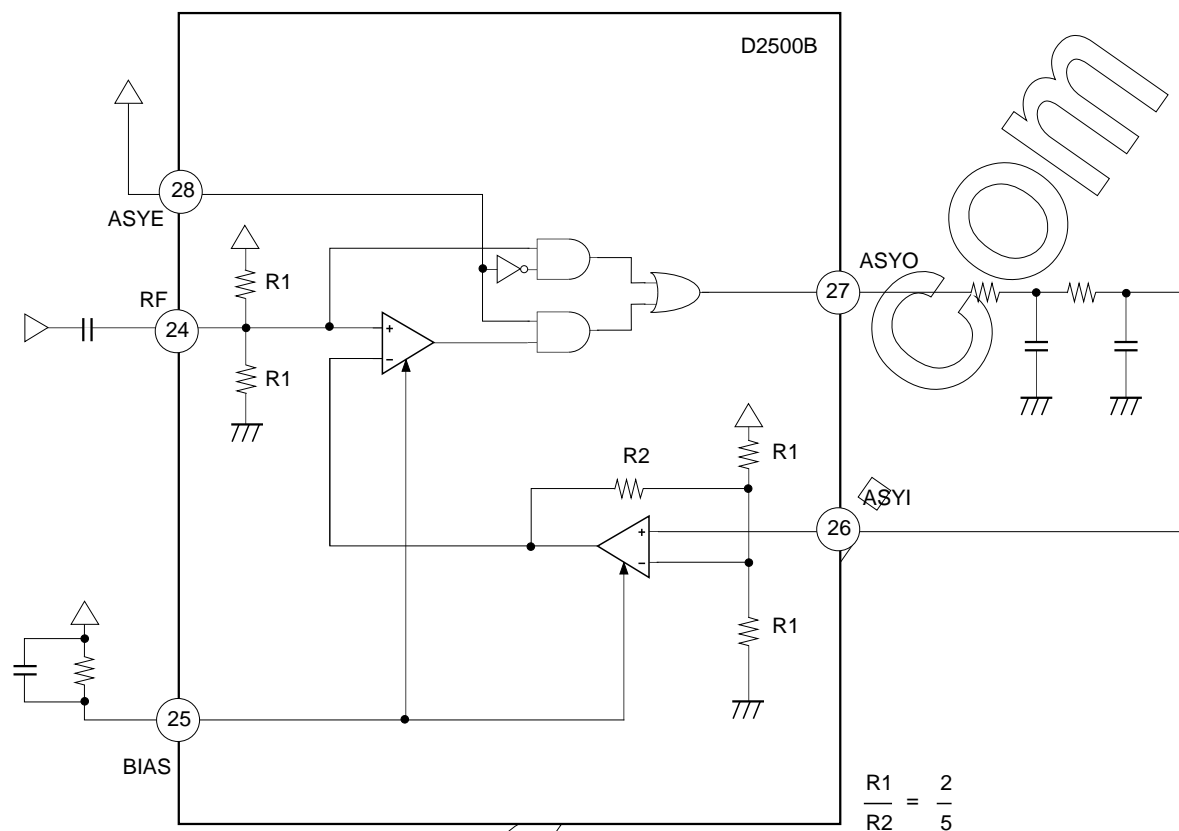 D2500B
28
ASYE
R1
RF
24
+
−
R1
ASYO
27
Com
R2
R1
ASYI
26
+
−
R1
25
BIAS
R1
R2
=
2
5